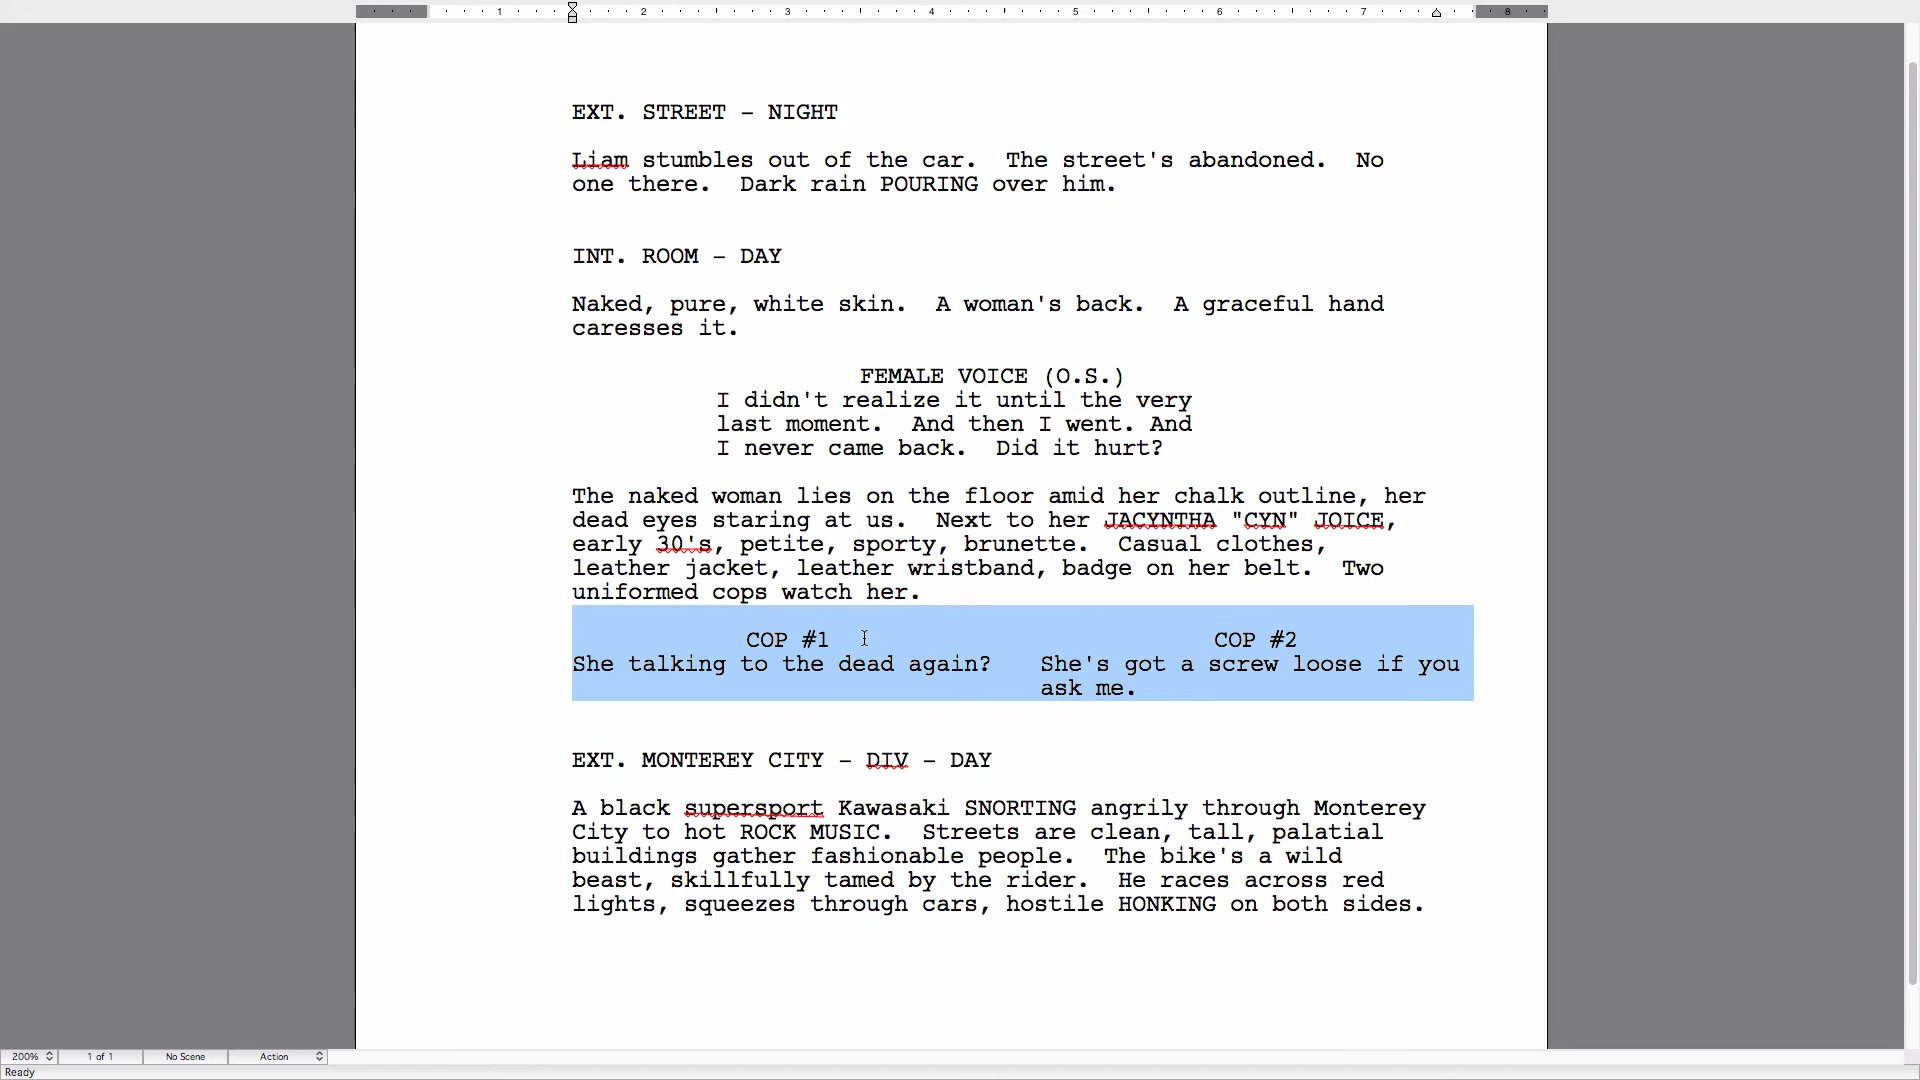 1 2 3 4 5 6 7 8
EXT. STREET - NIGHT
Liam stumbles out of the car.  The street's abandoned.  No
one there.  Dark rain POURING over him.
INT. ROOM - DAY
Naked, pure, white skin.  A woman's back.  A graceful hand
caresses it.
FEMALE VOICE (O.S.)
I didn't realize it until the very
last moment.  And then I went. And
I never came back.  Did it hurt?
The naked woman lies on the floor amid her chalk outline, her
dead eyes staring at us.  Next to her JACYNTHA "CYN" JOICE,
early 30's, petite, sporty, brunette.  Casual clothes,
leather jacket, leather wristband, badge on her belt.  Two
uniformed cops watch her.
COP #1
She talking to the dead again?
COP #2
She's got a screw loose if you
ask me.
EXT. MONTEREY CITY - DIV - DAY
A black supersport Kawasaki SNORTING angrily through Monterey
City to hot ROCK MUSIC.  Streets are clean, tall, palatial
buildings gather fashionable people.  The bike's a wild
beast, skillfully tamed by the rider.  He races across red
lights, squeezes through cars, hostile HONKING on both sides.
200% 1 of 1 No Scene Action
Ready